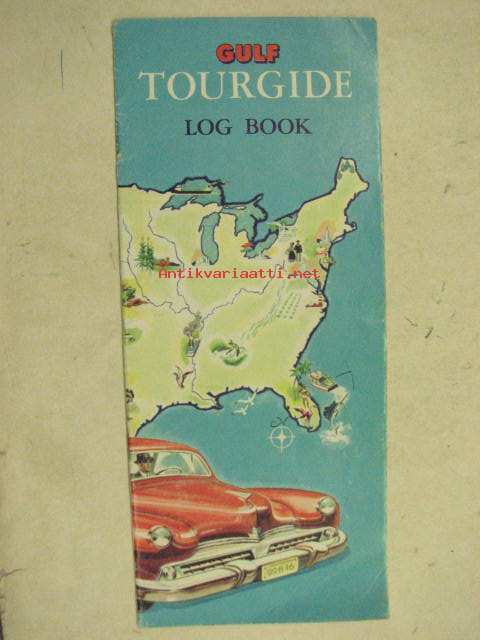 GULF
TOURGIDE
LOG BOOK
Antikvariaatti.net